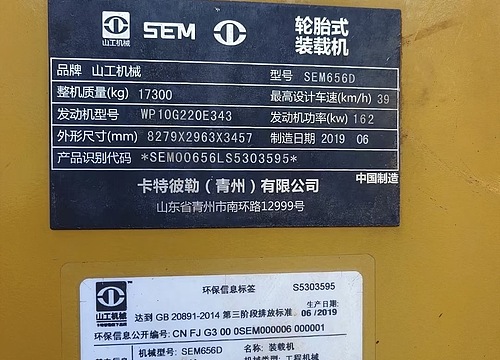 山工机械 SEM 轮胎式
装载机
品牌 山工机械 型号 SEM656D
整机质量(kg) 17300 最高设计车速(km/h) 39
发动机型号 WP10G220E343 发动机功率(kw) 162
外形尺寸(mm) 8279X2963X3457 制造日期 2019 06
产品识别代码 *SEM00656LS5303595*
卡特彼勒（青州）有限公司 中国制造
山东省青州市南环路12999号
山工机械 环保信息标签 S5303595
达到 GB 20891-2014 第三阶段排放标准 生产日期: 06/2019
环保信息公开编号: CN FJ G3 00 0SEM000006 000001
机械型号: SEM656D 名称: 装载机